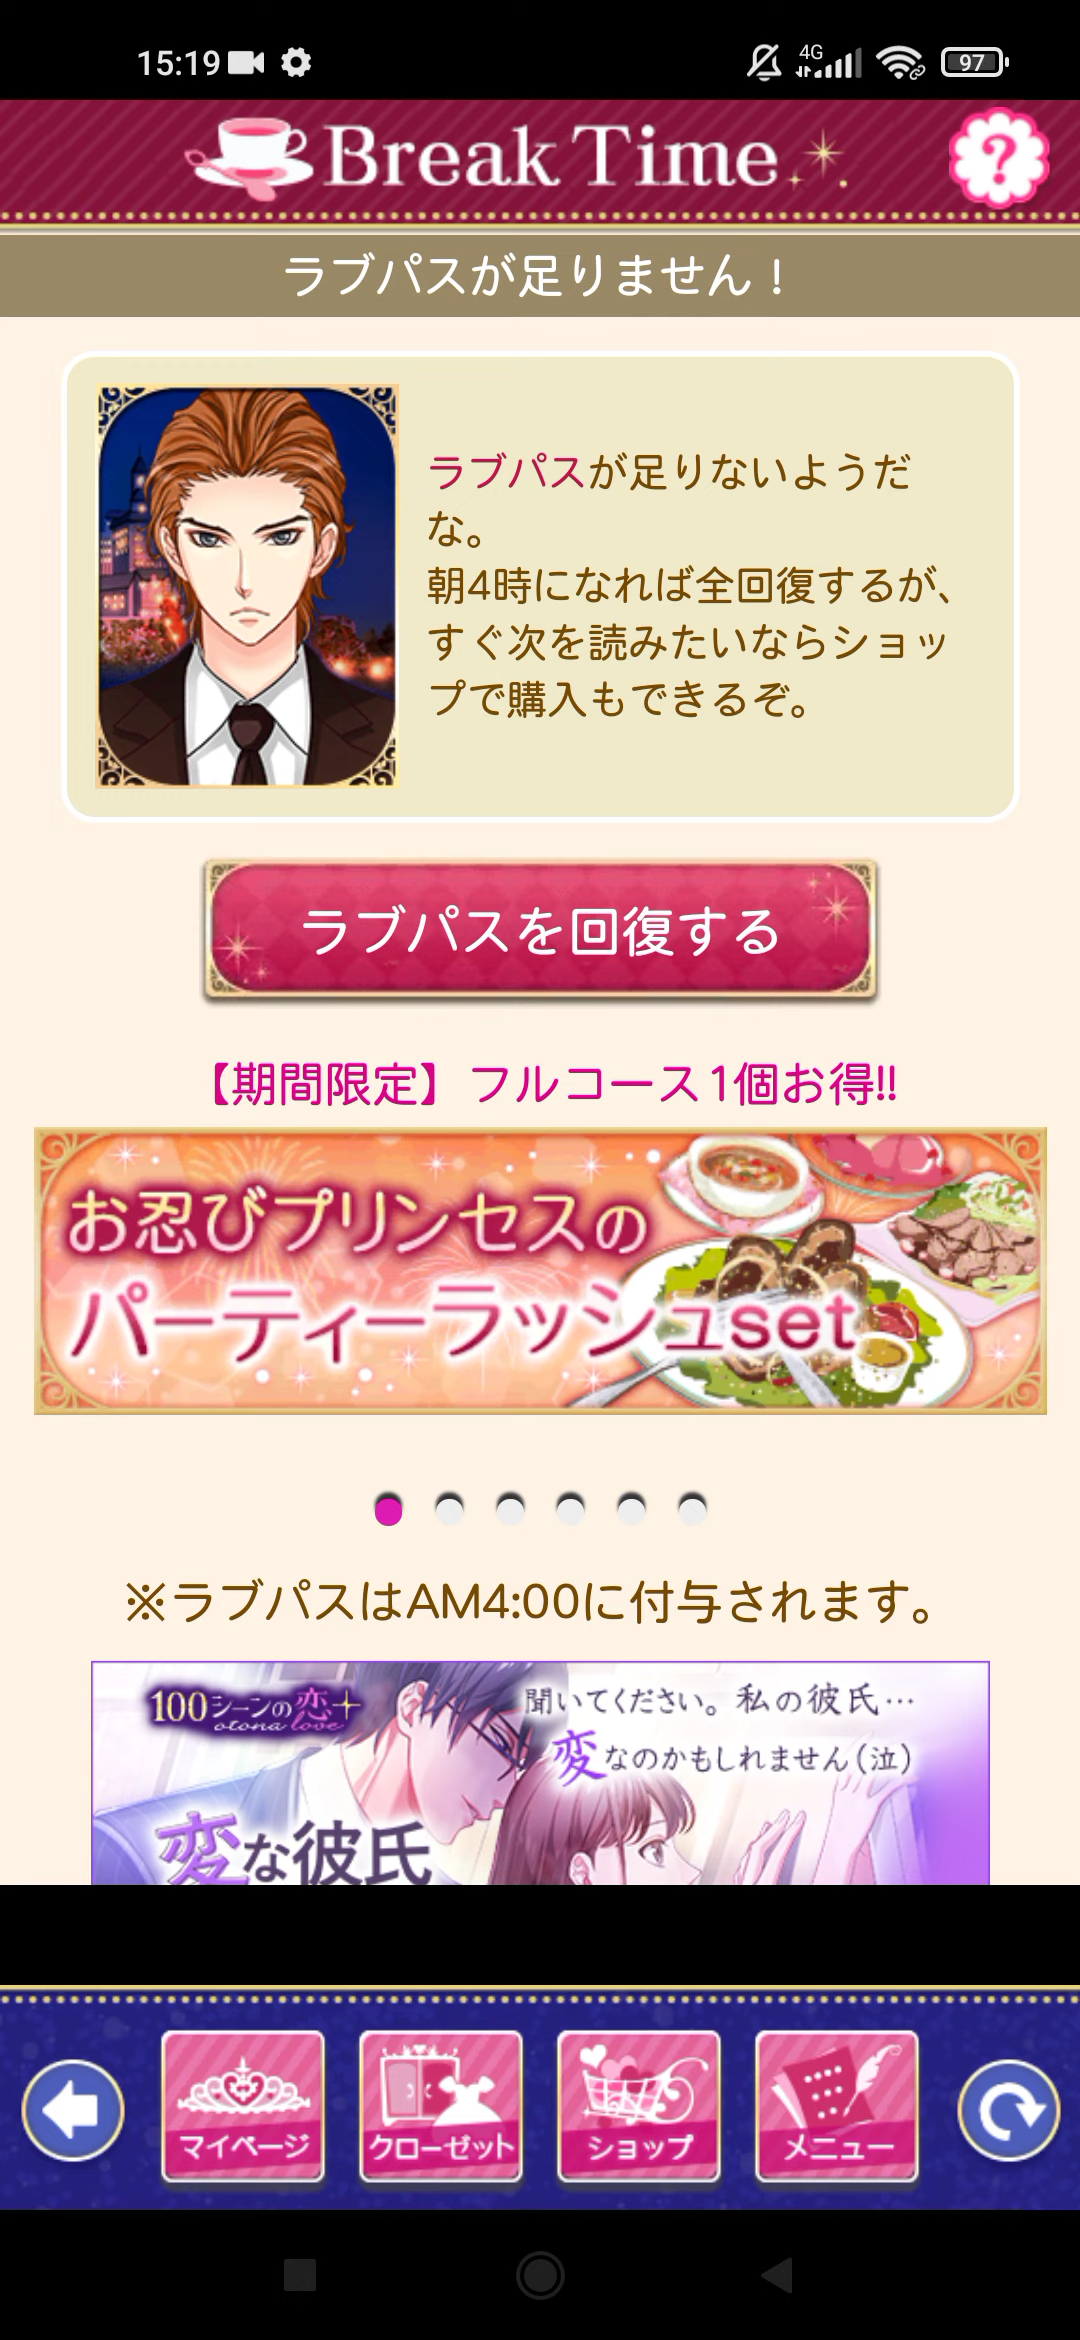 15:19
4G
97
Break Time
?
ラブパスが足りません！
ラブパスが足りないようだ
な。
朝4時になれば全回復するが、
すぐ次を読みたいならショッ
プで購入もできるぞ。
ラブパスを回復する
【期間限定】フルコース1個お得!!
お忍びプリンセスの
パーティーラッシュset
※ラブパスはAM4:00に付与されます。
100シーンの恋+
otona love
聞いてください。私の彼氏…
変なのかもしれません(泣)
変な彼氏
マイページ
クローゼット
ショップ
メニュー